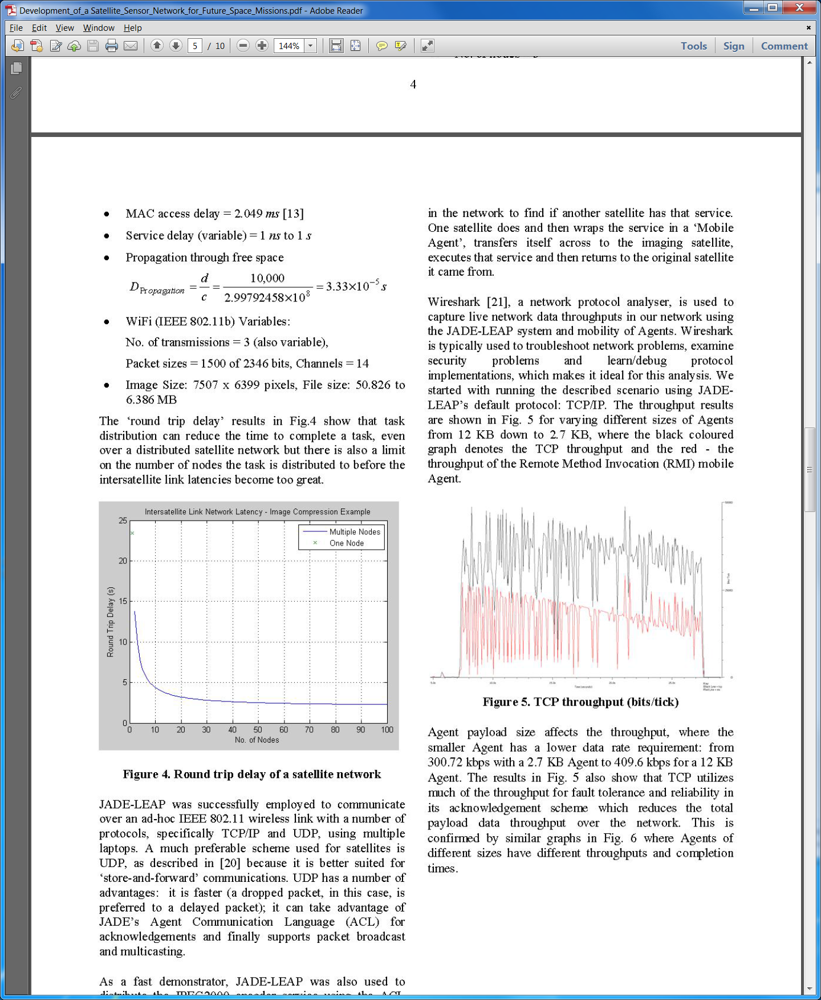 Development_of_a Satellite_Sensor_Network_for_Future_Space_Missions.pdf - Adobe Reader
File Edit View Window Help
5 / 10 144% Tools Sign Comment
4
• MAC access delay = 2.049 ms [13]
• Service delay (variable) = 1 ns to 1 s
• Propagation through free space
D Propagation = d/c = 10,000 / 2.99792458×10^8 = 3.33×10^−5 s
• WiFi (IEEE 802.11b) Variables:
No. of transmissions = 3 (also variable),
Packet sizes = 1500 of 2346 bits, Channels = 14
• Image Size: 7507 x 6399 pixels, File size: 50.826 to
6.386 MB
The ‘round trip delay’ results in Fig.4 show that task
distribution can reduce the time to complete a task, even
over a distributed satellite network but there is also a limit
on the number of nodes the task is distributed to before the
intersatellite link latencies become too great.
Intersatellite Link Network Latency - Image Compression Example
Multiple Nodes
One Node
Round Trip Delay (s)
25
20
15
10
5
0
0 10 20 30 40 50 60 70 80 90 100
No. of Nodes
Figure 4. Round trip delay of a satellite network
JADE-LEAP was successfully employed to communicate
over an ad-hoc IEEE 802.11 wireless link with a number of
protocols, specifically TCP/IP and UDP, using multiple
laptops. A much preferable scheme used for satellites is
UDP, as described in [20] because it is better suited for
‘store-and-forward’ communications. UDP has a number of
advantages: it is faster (a dropped packet, in this case, is
preferred to a delayed packet); it can take advantage of
JADE’s Agent Communication Language (ACL) for
acknowledgements and finally supports packet broadcast
and multicasting.
As a fast demonstrator, JADE-LEAP was also used to
distribute the JPEG2000 encoder service using the ACL
in the network to find if another satellite has that service.
One satellite does and then wraps the service in a ‘Mobile
Agent’, transfers itself across to the imaging satellite,
executes that service and then returns to the original satellite
it came from.
Wireshark [21], a network protocol analyser, is used to
capture live network data throughputs in our network using
the JADE-LEAP system and mobility of Agents. Wireshark
is typically used to troubleshoot network problems, examine
security problems and learn/debug protocol
implementations, which makes it ideal for this analysis. We
started with running the described scenario using JADE-
LEAP’s default protocol: TCP/IP. The throughput results
are shown in Fig. 5 for varying different sizes of Agents
from 12 KB down to 2.7 KB, where the black coloured
graph denotes the TCP throughput and the red - the
throughput of the Remote Method Invocation (RMI) mobile
Agent.
50000
25000
0
Figure 5. TCP throughput (bits/tick)
Agent payload size affects the throughput, where the
smaller Agent has a lower data rate requirement: from
300.72 kbps with a 2.7 KB Agent to 409.6 kbps for a 12 KB
Agent. The results in Fig. 5 also show that TCP utilizes
much of the throughput for fault tolerance and reliability in
its acknowledgement scheme which reduces the total
payload data throughput over the network. This is
confirmed by similar graphs in Fig. 6 where Agents of
different sizes have different throughputs and completion
times.